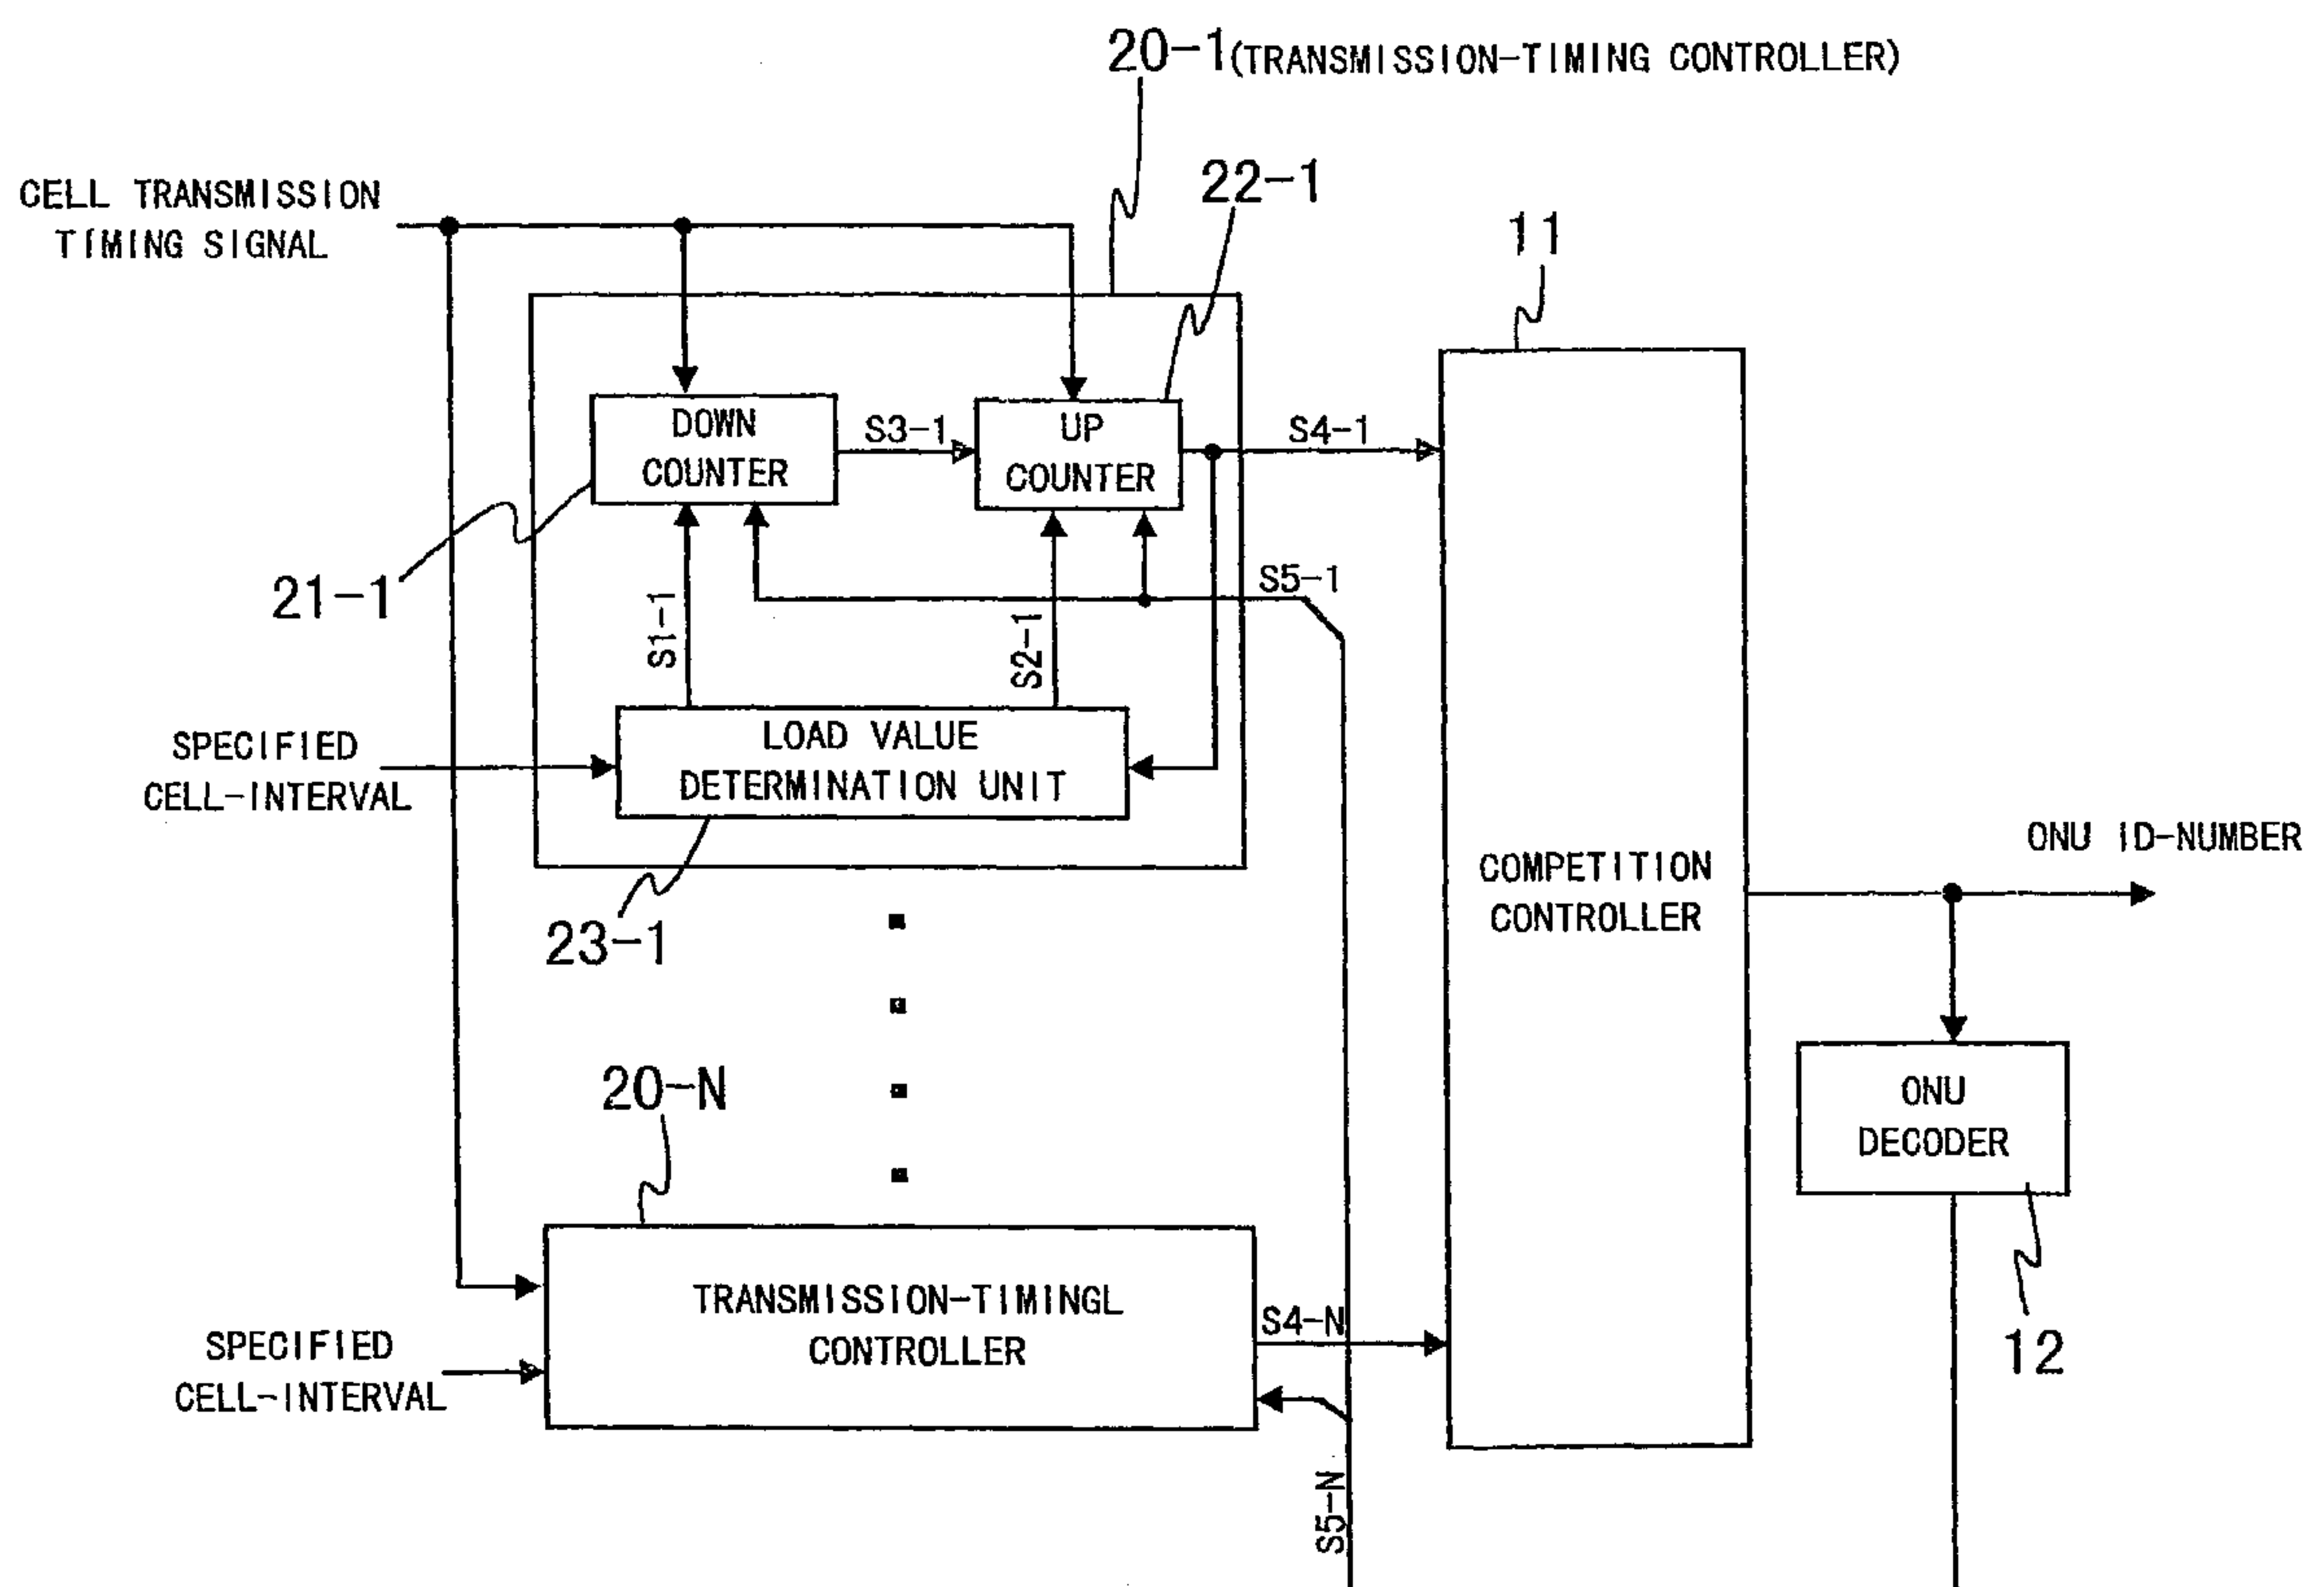 20-1(TRANSMISSION-TIMING CONTROLLER)
22-1
CELL TRANSMISSION
TIMING SIGNAL
11
DOWN
COUNTER
S3-1
UP
COUNTER
S4-1
21-1
S1-1
S2-1
S5-1
SPECIFIED
CELL-INTERVAL
LOAD VALUE
DETERMINATION UNIT
23-1
COMPETITION
CONTROLLER
ONU ID-NUMBER
ONU
DECODER
12
20-N
TRANSMISSION-TIMINGL
CONTROLLER
S4-N
SPECIFIED
CELL-INTERVAL
S5-N